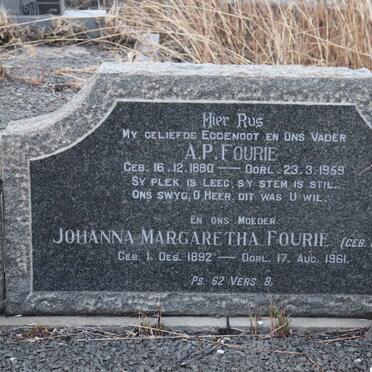 Hier Rus
My geliefde Eggenoot en Ons Vader
A.P. Fourie
Geb. 16.12.1890 — Oorl. 23.3.1959
Sy plek is leeg, sy stem is stil.
Ons swyg, O Heer, dit was U wil.
en ons Moeder
Johanna Margaretha Fourie (geb.
Geb. 1 Des. 1892 — Oorl. 17 Aug. 1961.
Ps. 62 Vers 8.